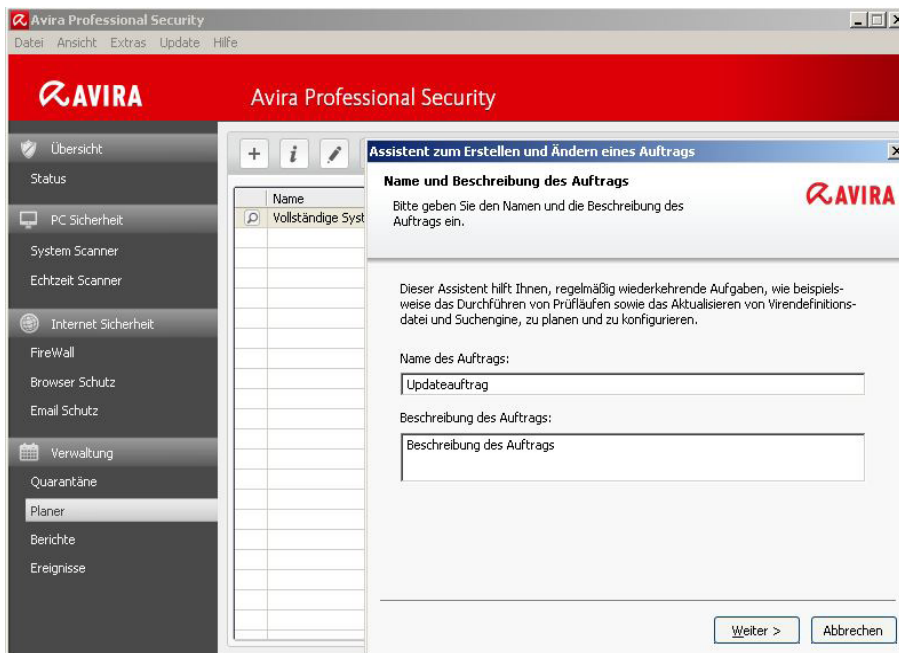 Avira Professional Security
Datei Ansicht Extras Update Hilfe
AVIRA
Avira Professional Security
Übersicht
Status
PC Sicherheit
System Scanner
Echtzeit Scanner
Internet Sicherheit
FireWall
Browser Schutz
Email Schutz
Verwaltung
Quarantäne
Planer
Berichte
Ereignisse
Name
Vollständige Syst
Assistent zum Erstellen und Ändern eines Auftrags
Name und Beschreibung des Auftrags
Bitte geben Sie den Namen und die Beschreibung des
Auftrags ein.
AVIRA
Dieser Assistent hilft Ihnen, regelmäßig wiederkehrende Aufgaben, wie beispiels-
weise das Durchführen von Prüfläufen sowie das Aktualisieren von Virendefinitions-
datei und Suchengine, zu planen und zu konfigurieren.
Name des Auftrags:
Updateauftrag
Beschreibung des Auftrags:
Beschreibung des Auftrags
Weiter >
Abbrechen